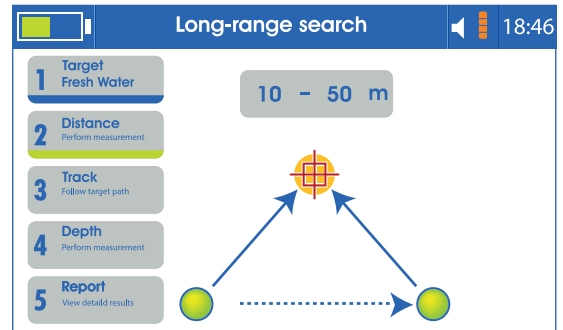 Long-range search
18:46
1
Target
Fresh Water
10 - 50 m
2
Distance
Perform measurement
3
Track
Follow target path
4
Depth
Perform measurement
5
Report
View detaild results